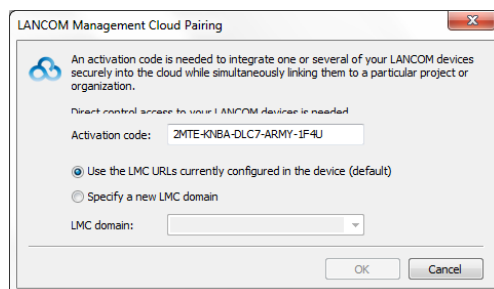 LANCOM Management Cloud Pairing
An activation code is needed to integrate one or several of your LANCOM devices
securely into the cloud while simultaneously linking them to a particular project or
organization.
Direct control access to your LANCOM devices is needed
Activation code: 2MTE-KNBA-DLC7-ARMY-1F4U
Use the LMC URLs currently configured in the device (default)
Specify a new LMC domain
LMC domain:
OK Cancel